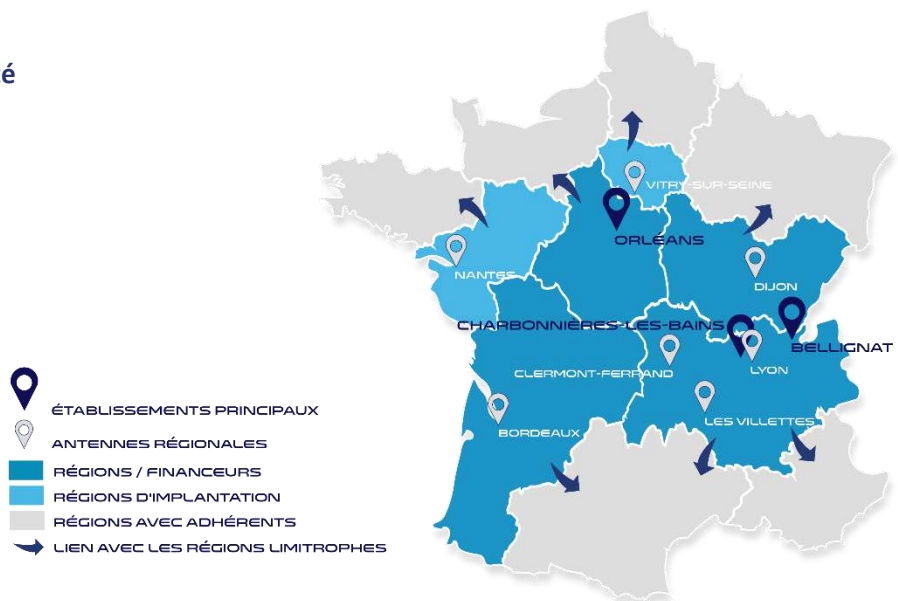 é
VITRY-SUR-SEINE
ORLÉANS
NANTES
DIJON
CHARBONNIÈRES-LES-BAINS
BELLIGNAT
CLERMONT-FERRAND
LYON
LES VILLETTES
BORDEAUX
ÉTABLISSEMENTS PRINCIPAUX
ANTENNES RÉGIONALES
RÉGIONS / FINANCEURS
RÉGIONS D'IMPLANTATION
RÉGIONS AVEC ADHÉRENTS
LIEN AVEC LES RÉGIONS LIMITROPHES